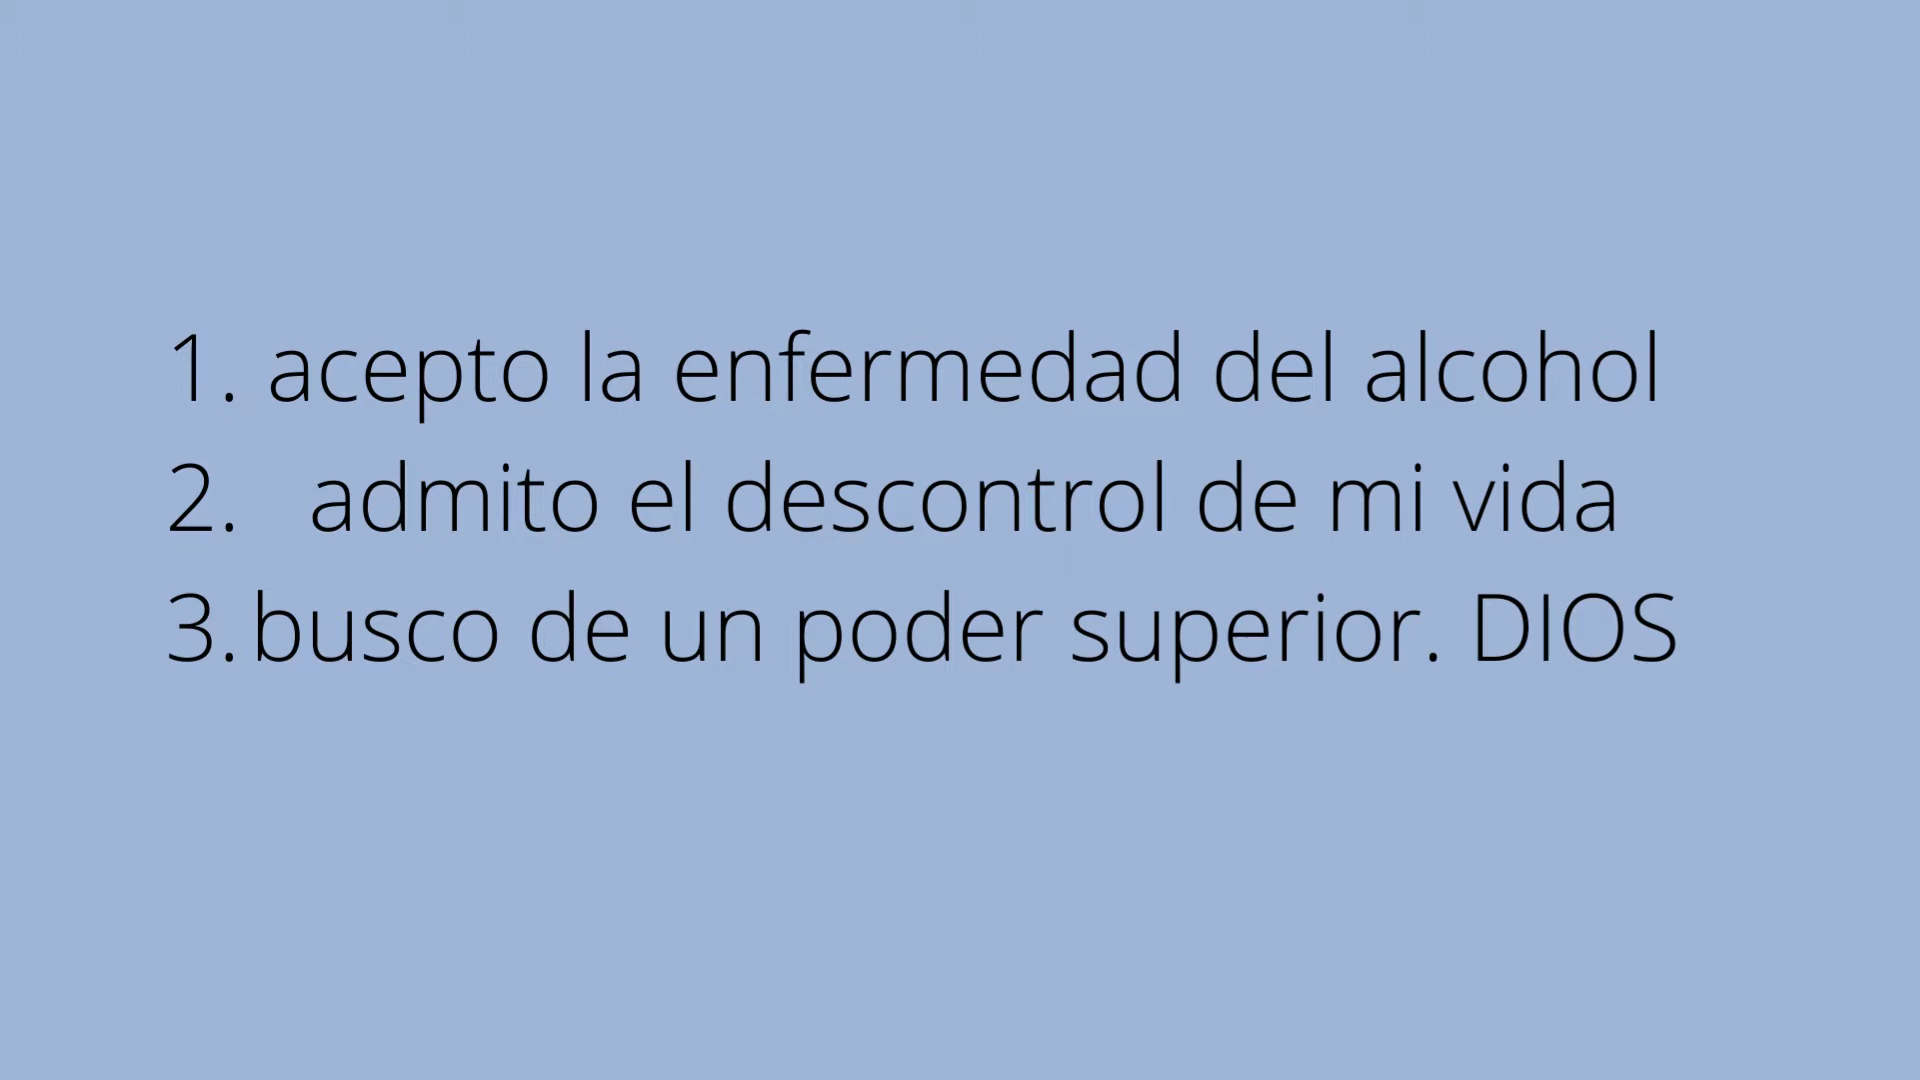 1. acepto la enfermedad del alcohol
2. admito el descontrol de mi vida
3. busco de un poder superior. DIOS